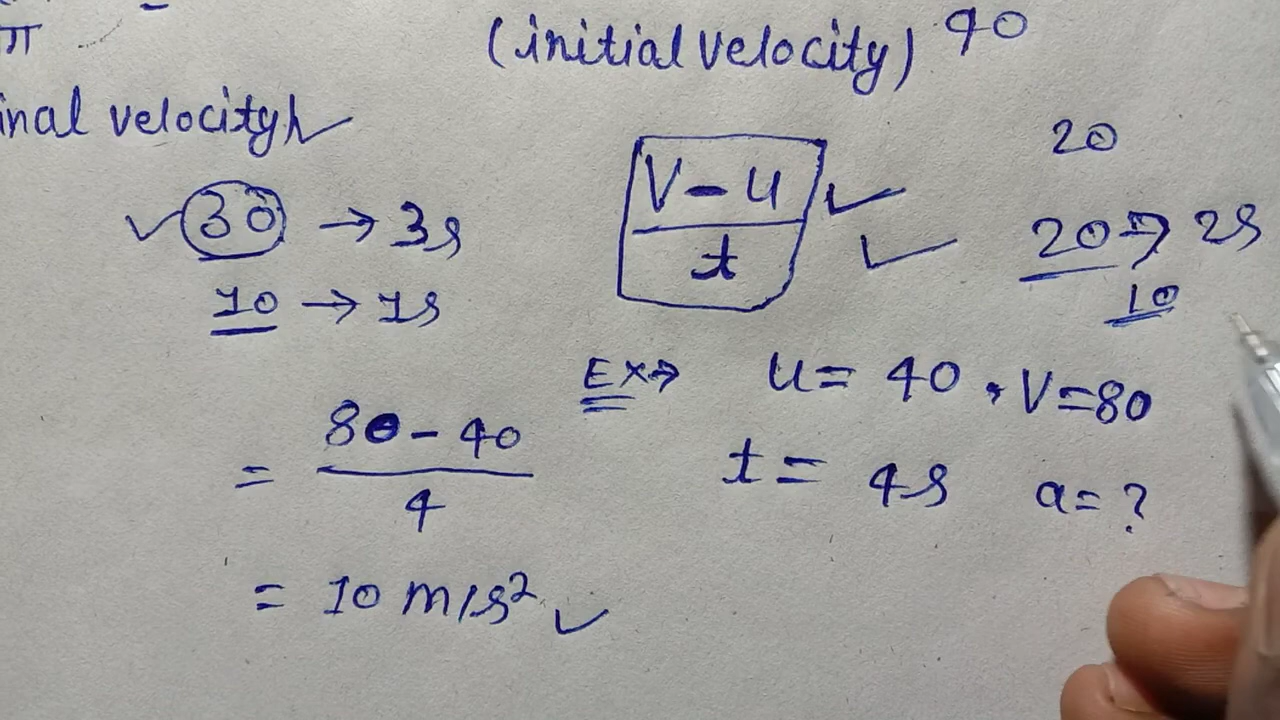 (initial velocity) 40
inal velocity)
20
V-u
t
30 → 3s
20 → 2s
10 → 1s
10
Ex→ u= 40, V=80
t= 4s a=?
= 80-40
4
= 10 m/s²